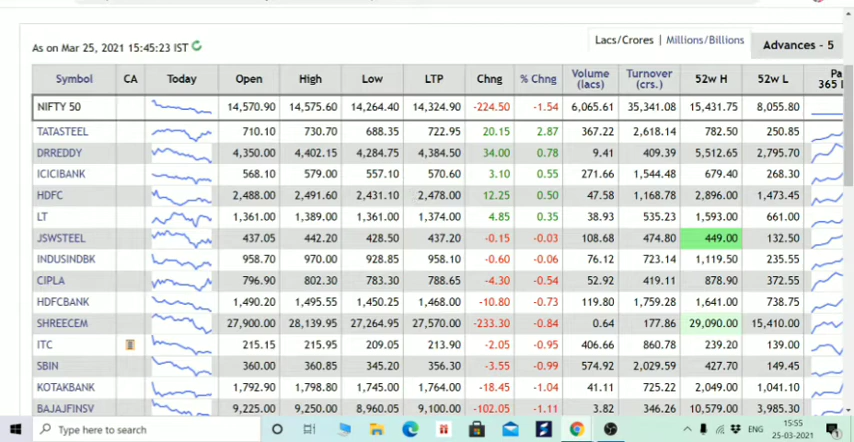 Lacs/Crores | Millions/Billions
As on Mar 25, 2021 15:45:23 IST
Advances - 5
Symbol CA Today Open High Low LTP Chng % Chng Volume (lacs) Turnover (crs.) 52w H 52w L 365
NIFTY 50 14,570.90 14,575.60 14,264.40 14,324.90 -224.50 -1.54 6,065.61 35,341.08 15,431.75 8,055.80
TATASTEEL 710.10 730.70 688.35 722.95 20.15 2.87 367.22 2,618.14 782.50 250.85
DRREDDY 4,350.00 4,402.15 4,284.75 4,384.50 34.00 0.78 9.41 409.39 5,512.65 2,795.70
ICICIBANK 568.10 579.00 557.10 570.60 3.10 0.55 271.66 1,544.48 679.40 268.30
HDFC 2,488.00 2,491.60 2,431.10 2,478.00 12.25 0.50 47.58 1,168.78 2,896.00 1,473.45
LT 1,361.00 1,389.00 1,361.00 1,374.00 4.85 0.35 38.93 535.23 1,593.00 661.00
JSWSTEEL 437.05 442.20 428.50 437.20 -0.15 -0.03 108.68 474.80 449.00 132.50
INDUSINDBK 958.70 970.00 928.85 958.10 -0.60 -0.06 76.12 723.14 1,119.50 235.55
CIPLA 796.90 802.30 783.30 788.65 -4.30 -0.54 52.92 419.11 878.90 372.55
HDFCBANK 1,490.20 1,495.55 1,450.25 1,468.00 -10.80 -0.73 119.80 1,759.28 1,641.00 738.75
SHREECEM 27,900.00 28,139.95 27,264.95 27,570.00 -233.30 -0.84 0.64 177.86 29,090.00 15,410.00
ITC 215.15 215.95 209.05 213.90 -2.05 -0.95 406.66 860.78 239.20 139.00
SBIN 360.00 360.85 345.20 356.30 -3.55 -0.99 574.92 2,029.59 427.70 149.45
KOTAKBANK 1,792.90 1,798.80 1,745.00 1,764.00 -18.45 -1.04 41.11 725.22 2,049.00 1,041.10
BAJAJFINSV 9,225.00 9,250.00 8,960.05 9,100.00 -102.05 -1.11 3.82 346.26 10,579.00 3,985.30
Type here to search
ENG
15:55
25-03-2021